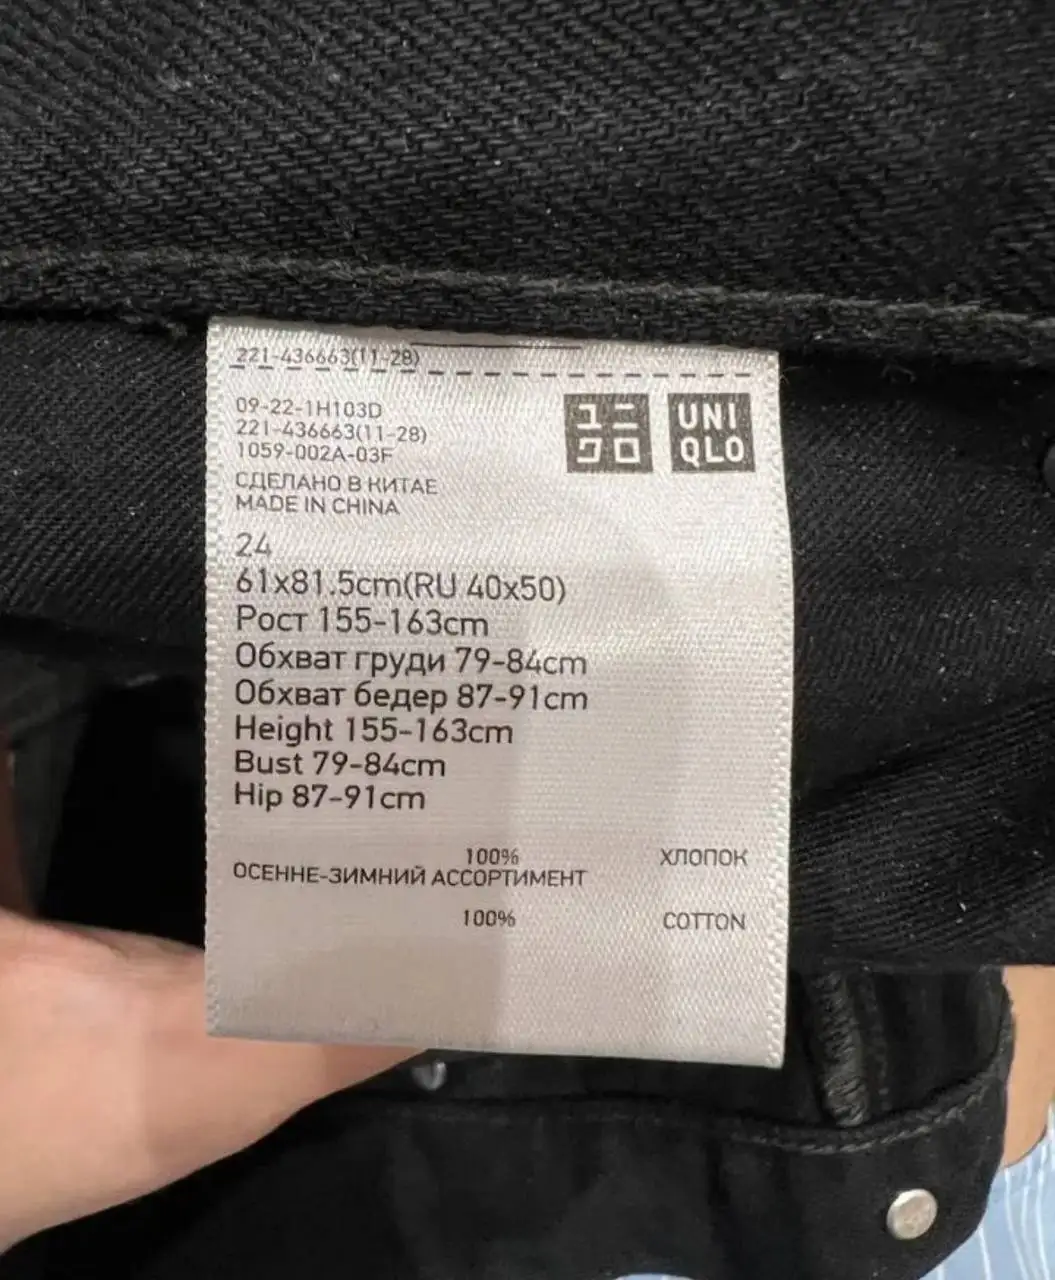 221-436663(11-28)
ユニ
クロ
UNI
QLO
09-22-1H103D
221-436663(11-28)
1059-002A-03F
СДЕЛАНО В КИТАЕ
MADE IN CHINA
24
61x81.5cm(RU 40x50)
Рост 155-163cm
Обхват груди 79-84cm
Обхват бедер 87-91cm
Height 155-163cm
Bust 79-84cm
Hip 87-91cm
100% ХЛОПОК
ОСЕННЕ-ЗИМНИЙ АССОРТИМЕНТ
100% COTTON